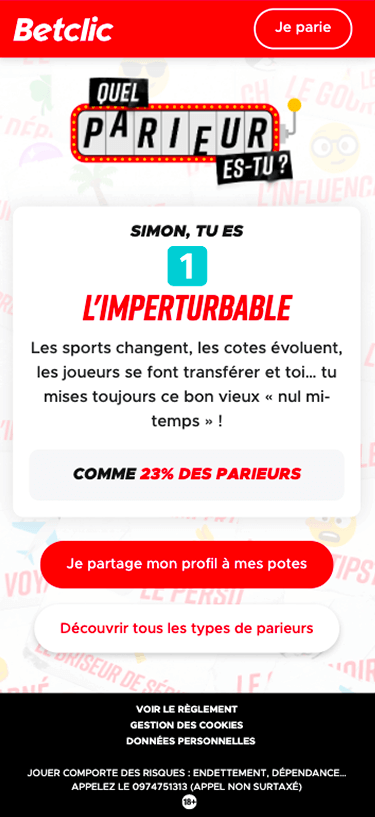 Betclic
Je parie
QUEL
PARIEUR
ES-TU ?
SIMON, TU ES
1
L'IMPERTURBABLE
Les sports changent, les cotes évoluent,
les joueurs se font transférer et toi... tu
mises toujours ce bon vieux « nul mi-
temps » !
COMME 23% DES PARIEURS
Je partage mon profil à mes potes
Découvrir tous les types de parieurs
VOIR LE RÈGLEMENT
GESTION DES COOKIES
DONNÉES PERSONNELLES
JOUER COMPORTE DES RISQUES : ENDETTEMENT, DÉPENDANCE...
APPELEZ LE 0974751313 (APPEL NON SURTAXÉ)
18+